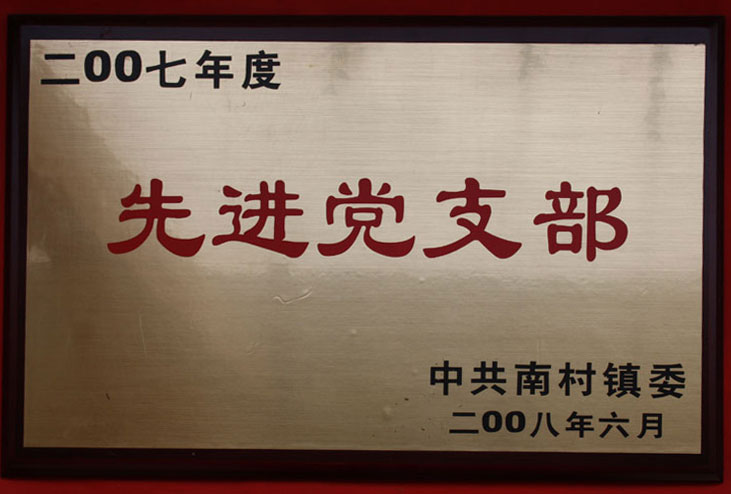 二00七年度
先进党支部
中共南村镇委
二00八年六月